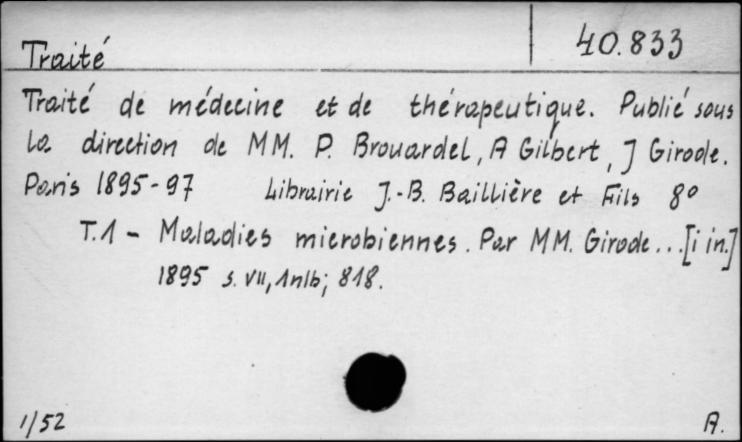 Traité 40.833
Traité de médecine et de thérapeutique. Publié sous
la direction de MM. P. Brouardel, A Gilbert, J Girode.
Paris 1895-97 Librairie J.-B. Baillière et Fils 8°
T.1 - Maladies microbiennes. Par MM. Girode...[i in.]
1895 s. VII, 1nlb; 818.
1/52 A.